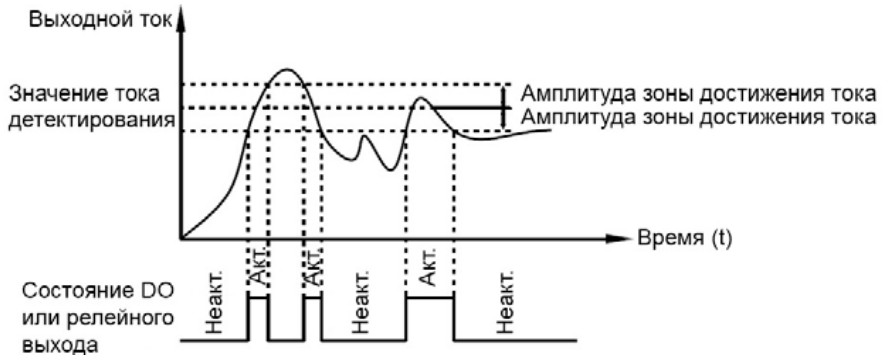 Выходной ток
Значение тока
детектирования
Амплитуда зоны достижения тока
Амплитуда зоны достижения тока
Время (t)
Состояние DO
или релейного
выхода
Неакт.
Акт.
Акт.
Неакт.
Акт.
Неакт.